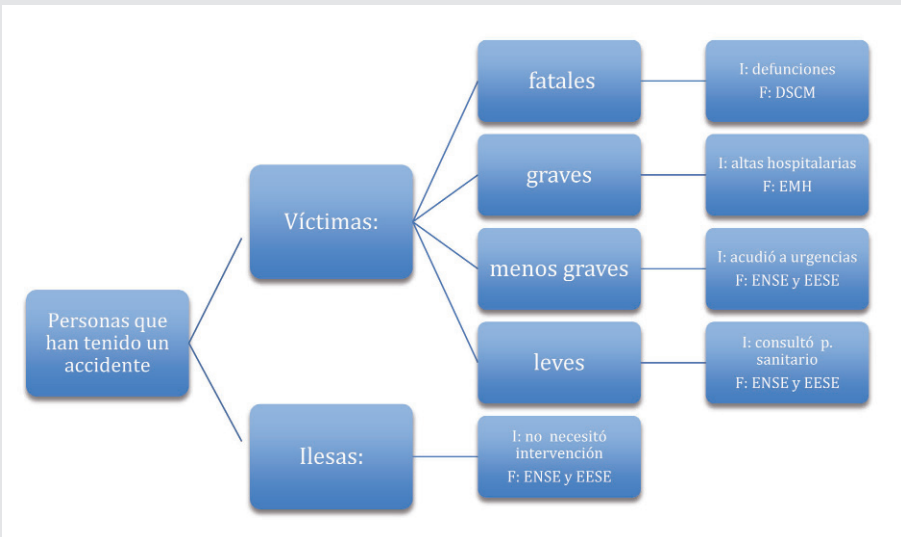 Personas que
han tenido un
accidente
Víctimas:
fatales
I: defunciones
F: DSCM
graves
I: altas hospitalarias
F: EMH
menos graves
I: acudió a urgencias
F: ENSE y EESE
leves
I: consultó p.
sanitario
F: ENSE y EESE
Ilesas:
I: no necesitó
intervención
F: ENSE y EESE